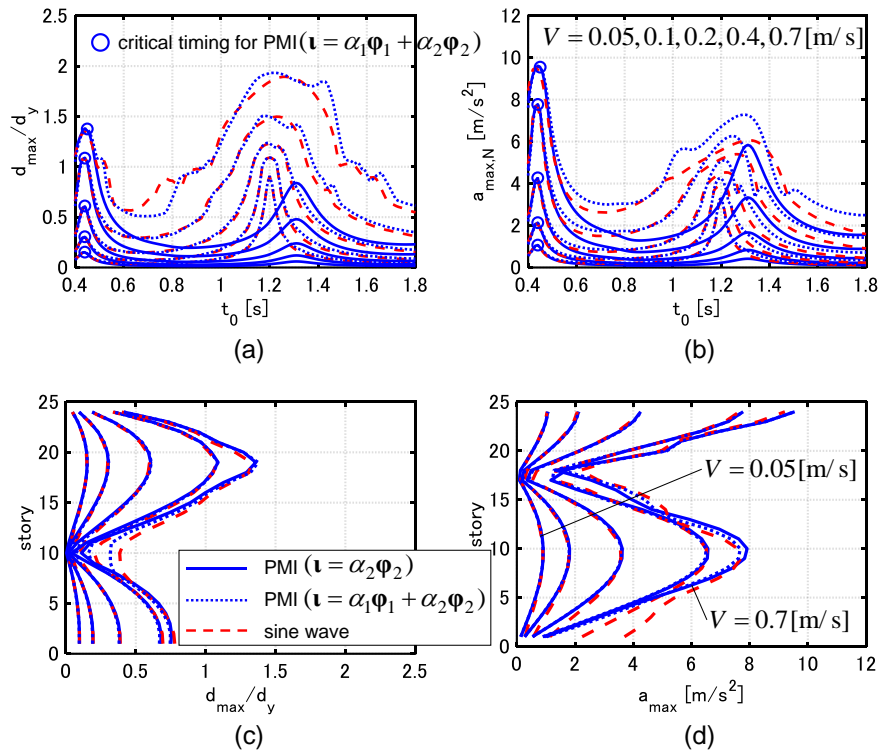 critical timing for PMI(ι = α₁φ₁ + α₂φ₂)
d_max/d_y
2.5
2
1.5
1
0.5
0
0.4 0.6 0.8 1 1.2 1.4 1.6 1.8
t₀ [s]
(a)
V = 0.05,0.1,0.2,0.4,0.7[m/s]
a_max,N [m/s²]
12
10
8
6
4
2
0
0.4 0.6 0.8 1 1.2 1.4 1.6 1.8
t₀ [s]
(b)
story
25
20
15
10
5
0
0 0.5 1 1.5 2 2.5
d_max/d_y
(c)
PMI (ι = α₂φ₂)
PMI (ι = α₁φ₁ + α₂φ₂)
sine wave
story
25
20
15
10
5
0
V = 0.05[m/s]
V = 0.7[m/s]
0 2 4 6 8 10 12
a_max [m/s²]
(d)